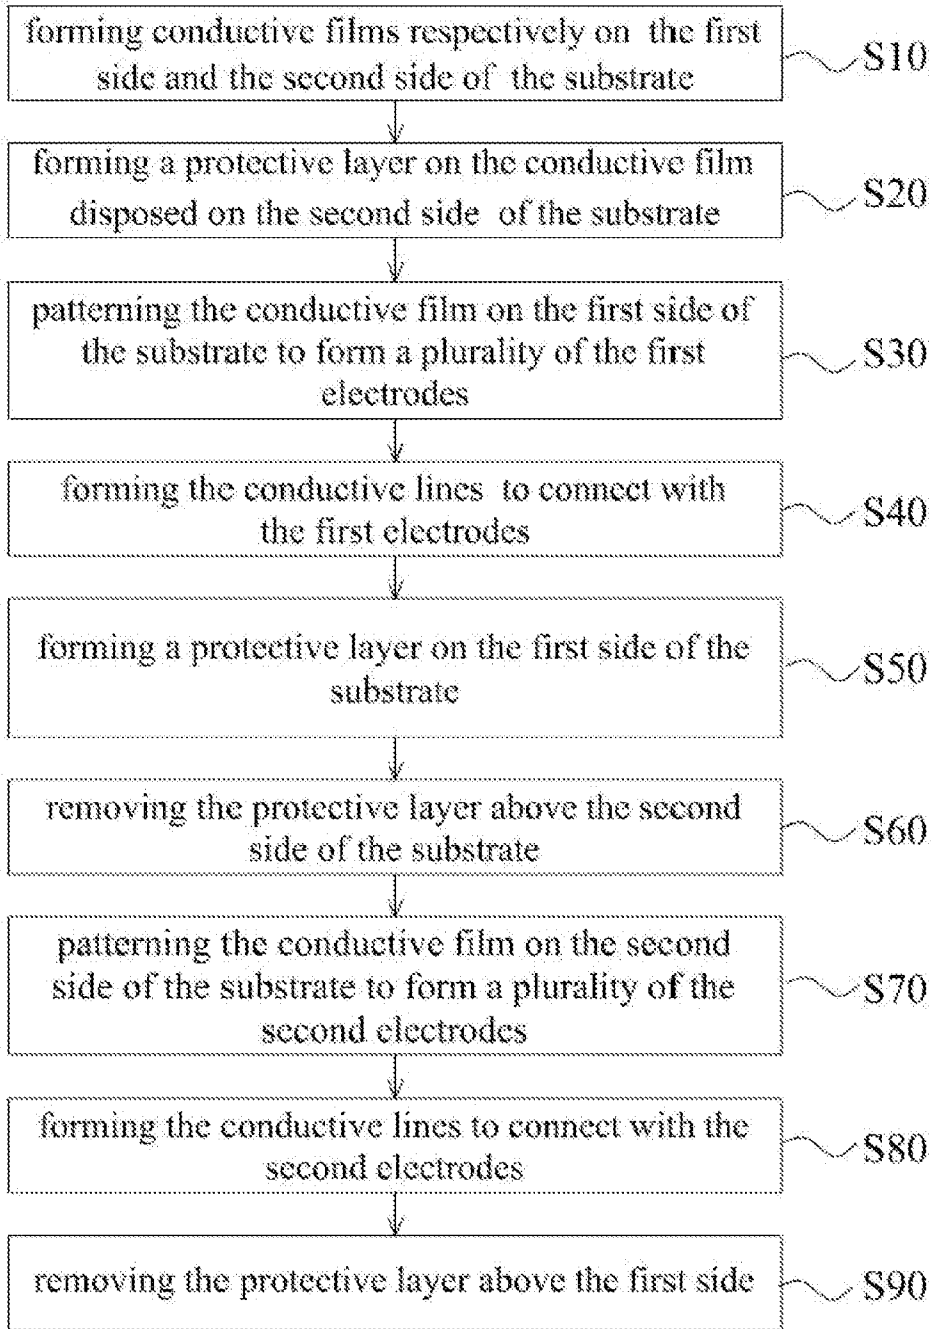 forming conductive films respectively on the first
side and the second side of the substrate
S10
forming a protective layer on the conductive film
disposed on the second side of the substrate
S20
patterning the conductive film on the first side of
the substrate to form a plurality of the first
electrodes
S30
forming the conductive lines to connect with
the first electrodes
S40
forming a protective layer on the first side of the
substrate
S50
removing the protective layer above the second
side of the substrate
S60
patterning the conductive film on the second
side of the substrate to form a plurality of the
second electrodes
S70
forming the conductive lines to connect with the
second electrodes
S80
removing the protective layer above the first side
S90